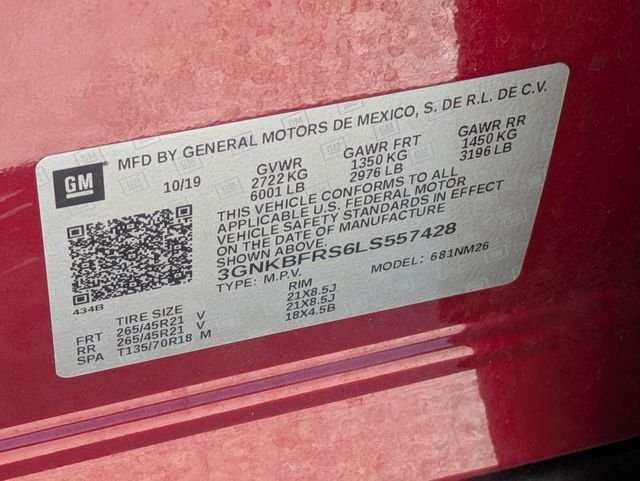 GM
MFD BY GENERAL MOTORS DE MEXICO, S. DE R.L. DE C.V.
10/19
GVWR
2722 KG
6001 LB
GAWR FRT
1350 KG
2976 LB
GAWR RR
1450 KG
3196 LB
THIS VEHICLE CONFORMS TO ALL
APPLICABLE U.S. FEDERAL MOTOR
VEHICLE SAFETY STANDARDS IN EFFECT
ON THE DATE OF MANUFACTURE
SHOWN ABOVE.
3GNKBFRS6LS557428
TYPE: M.P.V.
MODEL: 681NM26
434B
TIRE SIZE
RIM
FRT 265/45R21 V 21X8.5J
RR 265/45R21 V 21X8.5J
SPA T135/70R18 M 18X4.5B